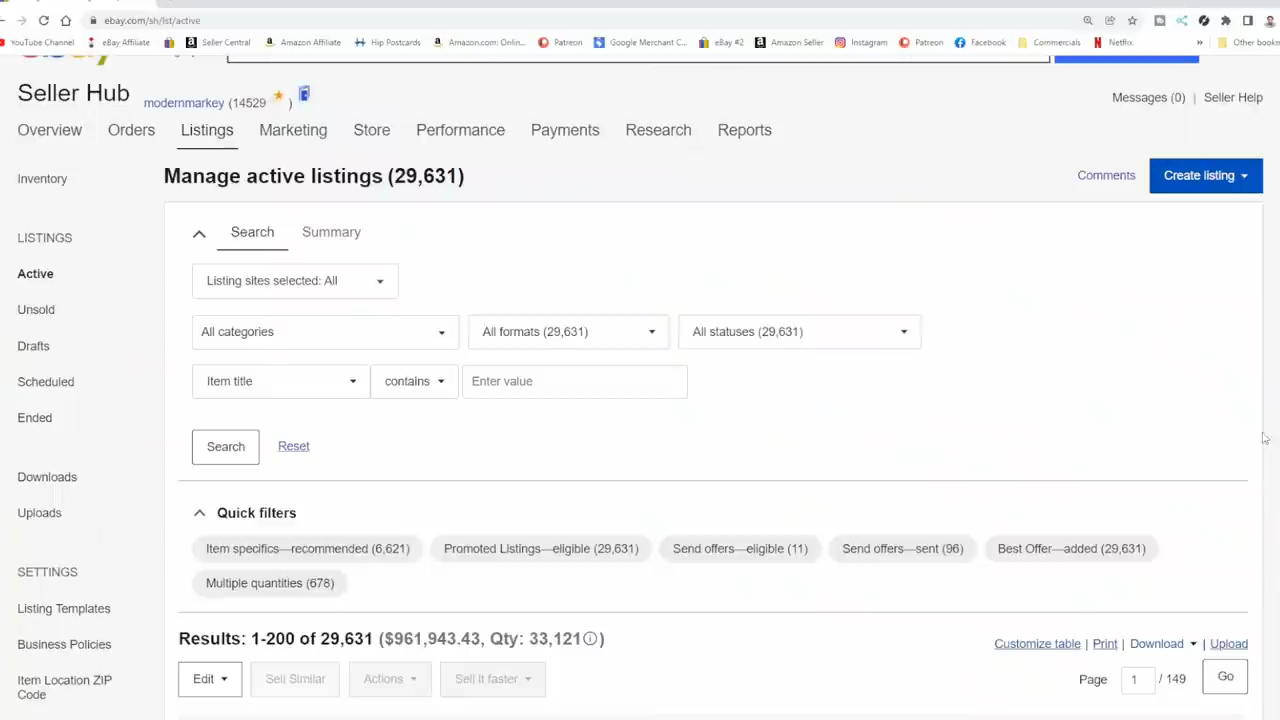 ebay.com/sh/lst/active
YouTube Channel eBay Affiliate Seller Central Amazon Affiliate Hip Postcards Amazon.com: Onlin... Patreon Google Merchant C... eBay #2 Amazon Seller Instagram Patreon Facebook Commercials Netflix » Other book
Seller Hub
modernmarkey (14529 )
Messages (0) | Seller Help
Overview Orders Listings Marketing Store Performance Payments Research Reports
Inventory
Manage active listings (29,631)
Comments
Create listing
LISTINGS
Active
Unsold
Drafts
Scheduled
Ended
Downloads
Uploads
SETTINGS
Listing Templates
Business Policies
Item Location ZIP
Code
Search Summary
Listing sites selected: All
All categories All formats (29,631) All statuses (29,631)
Item title contains Enter value
Search Reset
Quick filters
Item specifics—recommended (6,621) Promoted Listings—eligible (29,631) Send offers—eligible (11) Send offers—sent (96) Best Offer—added (29,631)
Multiple quantities (678)
Results: 1-200 of 29,631 ($961,943.43, Qty: 33,121)
Customize table | Print | Download | Upload
Edit Sell Similar Actions Sell it faster
Page 1 / 149 Go